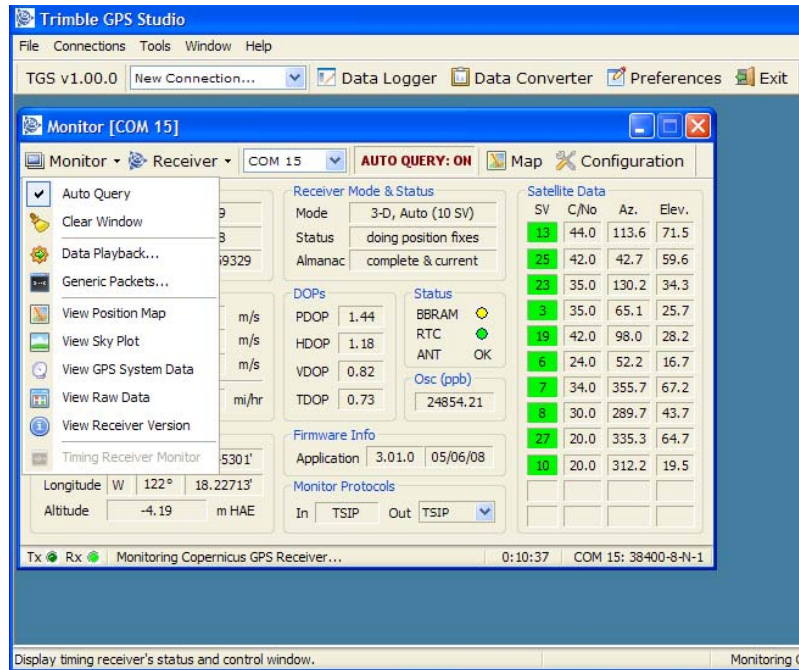 Trimble GPS Studio
File Connections Tools Window Help
TGS v1.00.0 New Connection... Data Logger Data Converter Preferences Exit
Monitor [COM 15]
Monitor Receiver COM 15 AUTO QUERY: ON Map Configuration
Auto Query
Clear Window
Data Playback...
Generic Packets...
View Position Map
View Sky Plot
View GPS System Data
View Raw Data
View Receiver Version
Timing Receiver Monitor
59329
m/s
m/s
m/s
mi/hr
5301'
Longitude W 122° 18.22713'
Altitude -4.19 m HAE
Receiver Mode & Status
Mode 3-D, Auto (10 SV)
Status doing position fixes
Almanac complete & current
DOPs
PDOP 1.44
HDOP 1.18
VDOP 0.82
TDOP 0.73
Status
BBRAM
RTC
ANT OK
Osc (ppb)
24854.21
Firmware Info
Application 3.01.0 05/06/08
Monitor Protocols
In TSIP Out TSIP
Satellite Data
SV C/No Az. Elev.
13 44.0 113.6 71.5
25 42.0 42.7 59.6
23 35.0 130.2 34.3
3 35.0 65.1 25.7
19 42.0 98.0 28.2
6 24.0 52.2 16.7
7 34.0 355.7 67.2
8 30.0 289.7 43.7
27 20.0 335.3 64.7
10 20.0 312.2 19.5
Tx Rx Monitoring Copernicus GPS Receiver... 0:10:37 COM 15: 38400-8-N-1
Display timing receiver's status and control window. Monitoring